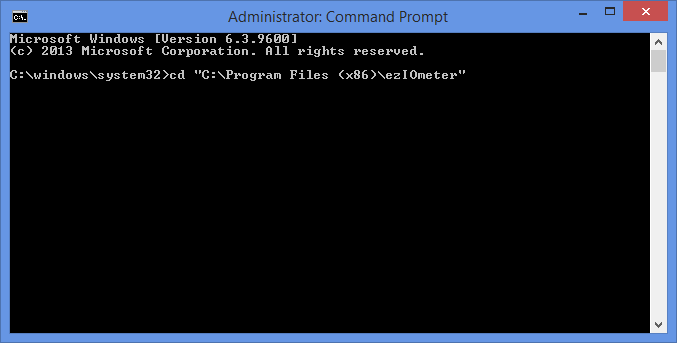 Administrator: Command Prompt
Microsoft Windows [Version 6.3.9600]
(c) 2013 Microsoft Corporation. All rights reserved.
C:\windows\system32>cd "C:\Program Files (x86)\ezIOmeter"